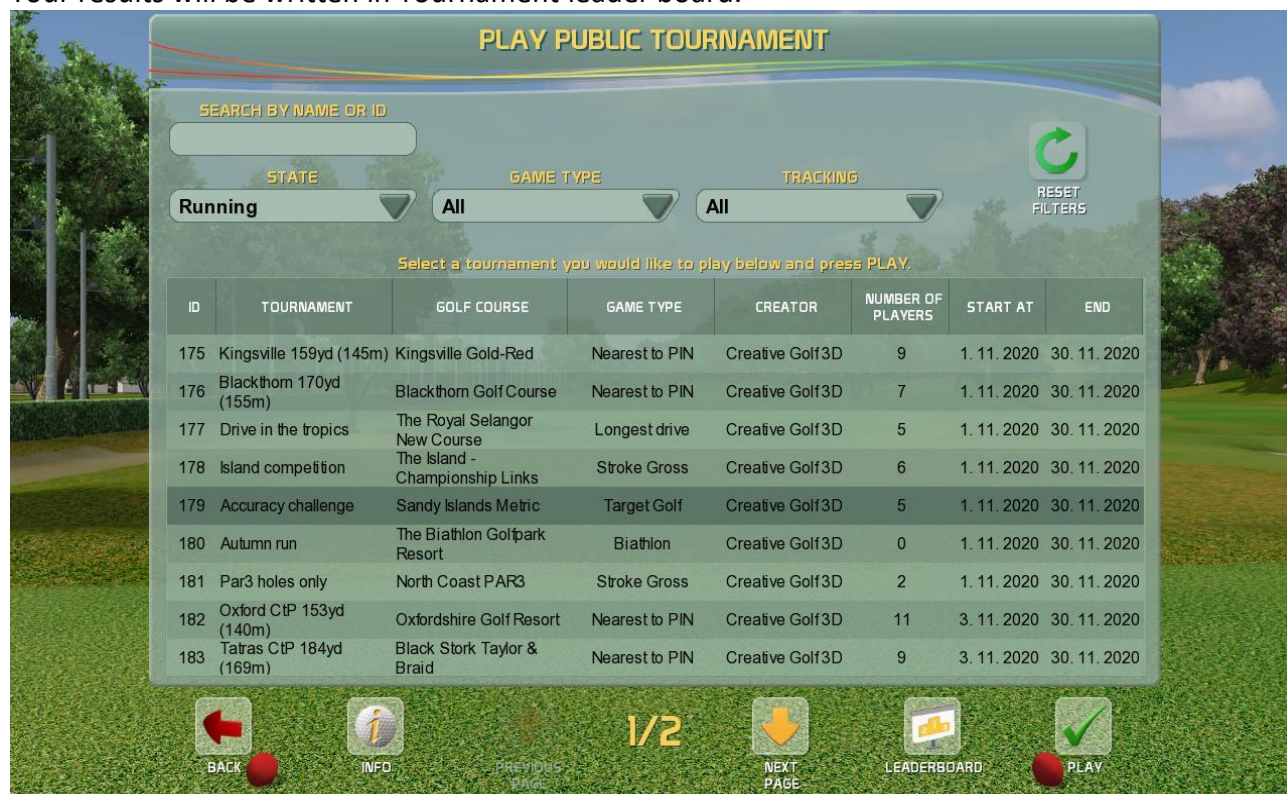 Your results will be written in Tournament leader board.
PLAY PUBLIC TOURNAMENT
SEARCH BY NAME OR ID
STATE GAME TYPE TRACKING
Running All All
RESET
FILTERS
Select a tournament you would like to play below and press PLAY.
ID TOURNAMENT GOLF COURSE GAME TYPE CREATOR NUMBER OF PLAYERS START AT END
175 Kingsville 159yd (145m) Kingsville Gold-Red Nearest to PIN Creative Golf3D 9 1. 11. 2020 30. 11. 2020
176 Blackthorn 170yd (155m) Blackthorn Golf Course Nearest to PIN Creative Golf3D 7 1. 11. 2020 30. 11. 2020
177 Drive in the tropics The Royal Selangor New Course Longest drive Creative Golf3D 5 1. 11. 2020 30. 11. 2020
178 Island competition The Island - Championship Links Stroke Gross Creative Golf3D 6 1. 11. 2020 30. 11. 2020
179 Accuracy challenge Sandy Islands Metric Target Golf Creative Golf3D 5 1. 11. 2020 30. 11. 2020
180 Autumn run The Biathlon Golfpark Resort Biathlon Creative Golf3D 0 1. 11. 2020 30. 11. 2020
181 Par3 holes only North Coast PAR3 Stroke Gross Creative Golf3D 2 1. 11. 2020 30. 11. 2020
182 Oxford CtP 153yd (140m) Oxfordshire Golf Resort Nearest to PIN Creative Golf3D 11 3. 11. 2020 30. 11. 2020
183 Tatras CtP 184yd (169m) Black Stork Taylor & Braid Nearest to PIN Creative Golf3D 9 3. 11. 2020 30. 11. 2020
1/2
BACK INFO PREVIOUS PAGE NEXT PAGE LEADERBOARD PLAY